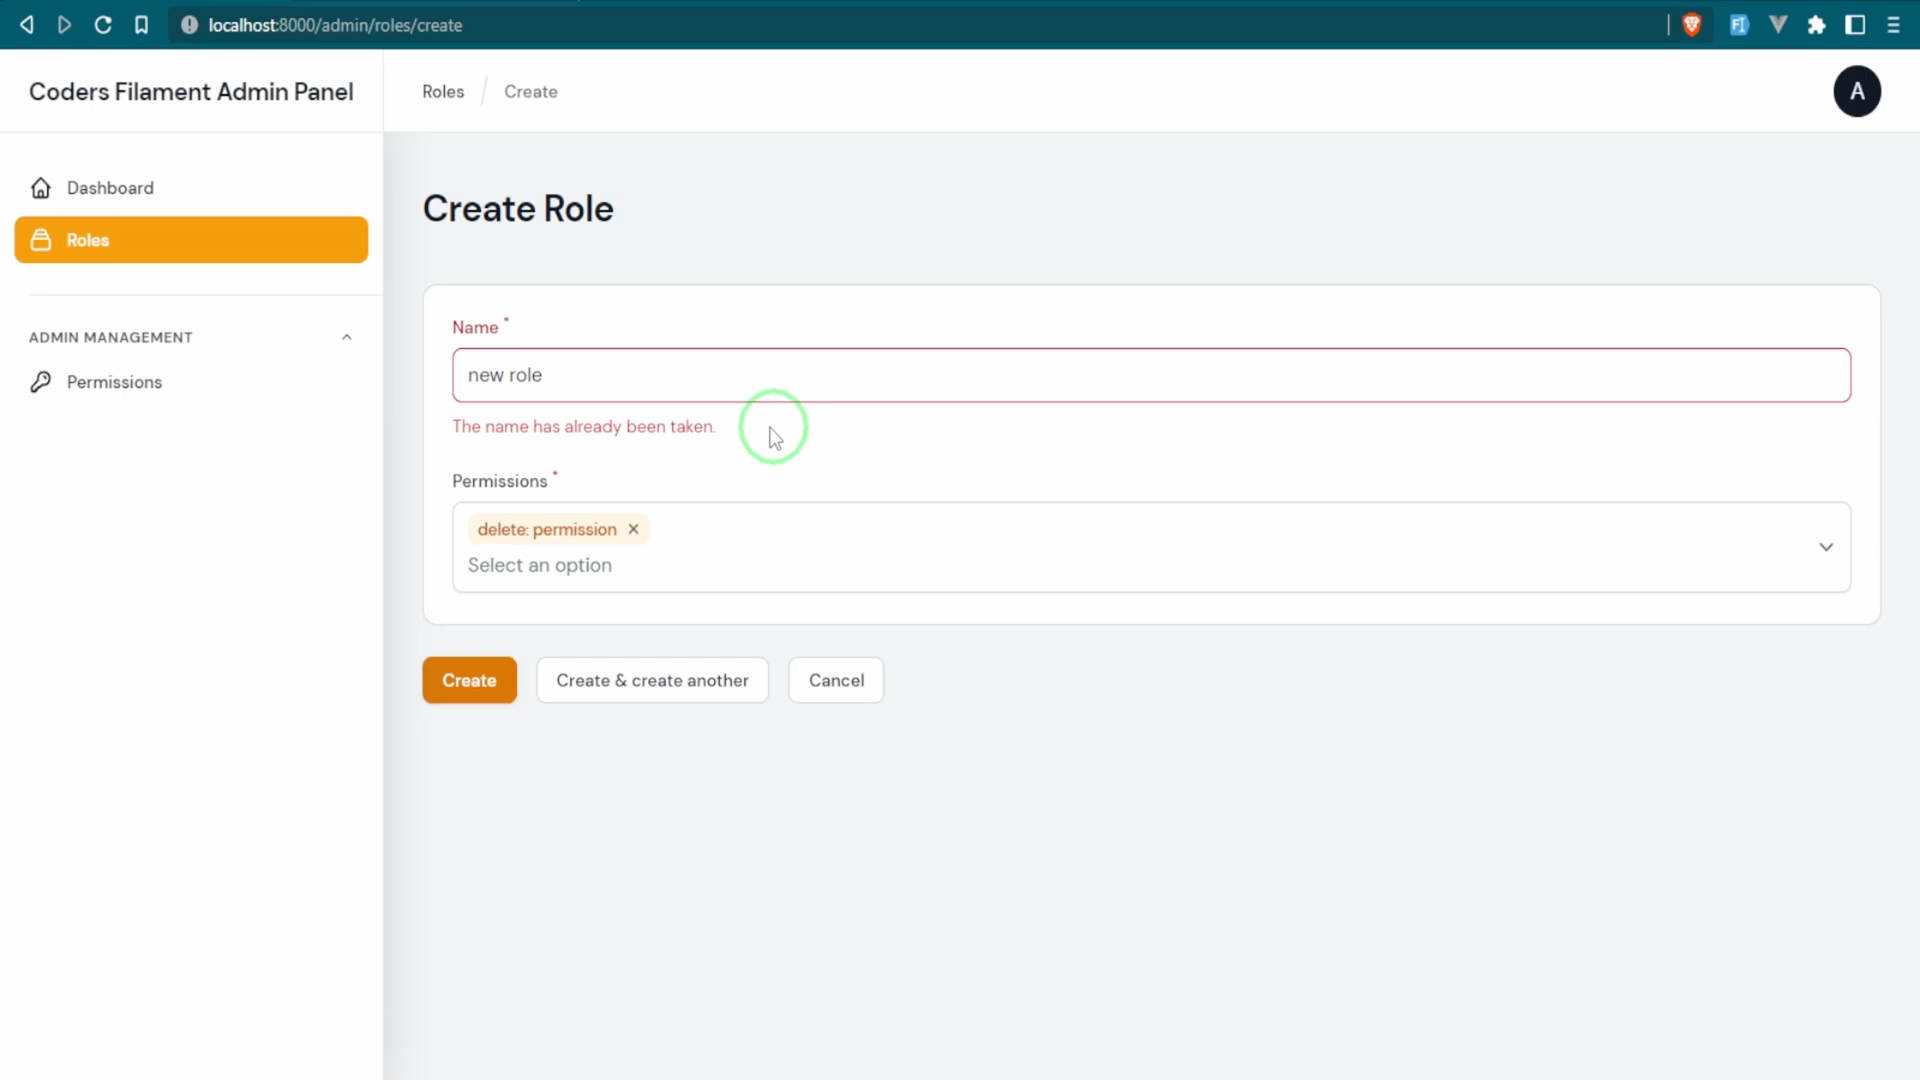 localhost:8000/admin/roles/create
Coders Filament Admin Panel
Roles / Create
A
Dashboard
Roles
ADMIN MANAGEMENT
Permissions
Create Role
Name *
new role
The name has already been taken.
Permissions *
delete: permission ×
Select an option
Create
Create & create another
Cancel